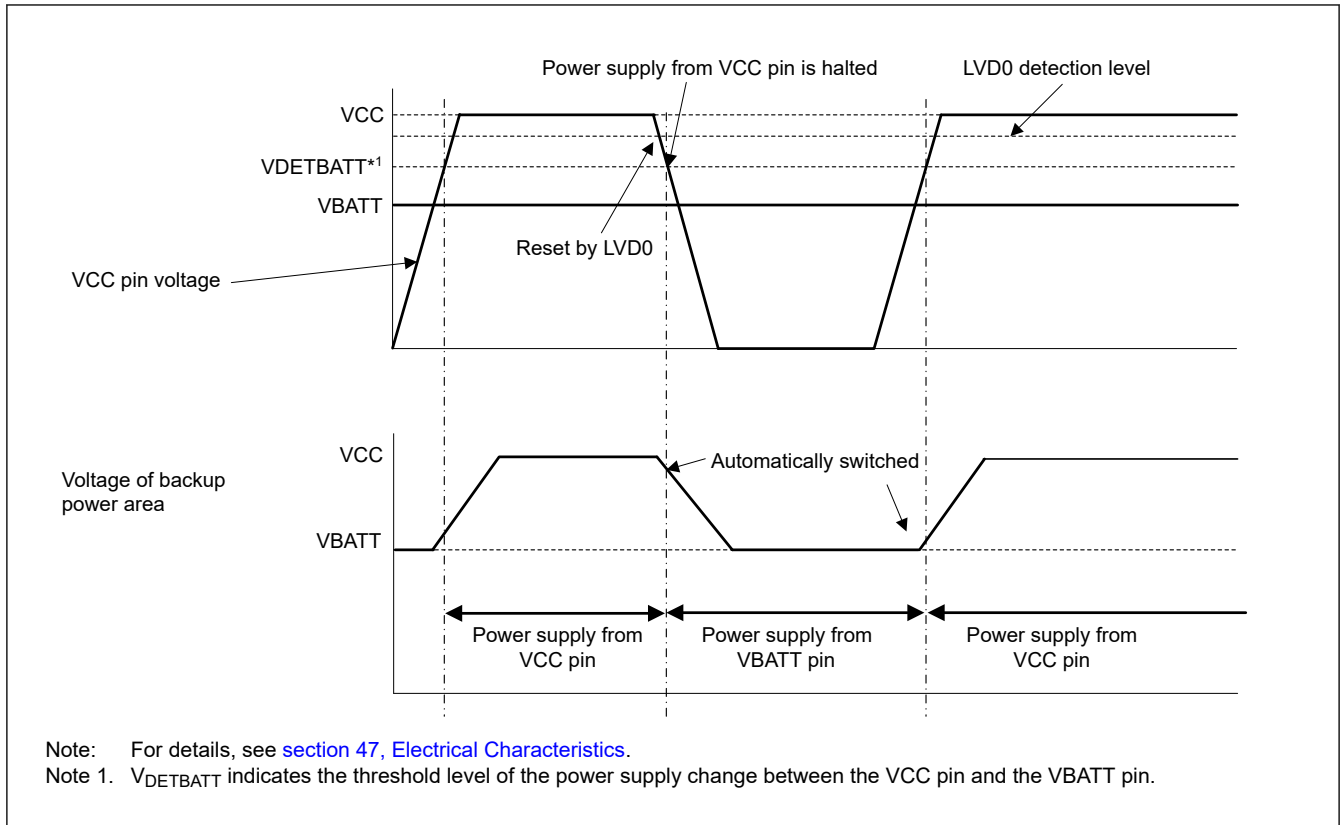 Power supply from VCC pin is halted
LVD0 detection level
VCC
VDETBATT*1
VBATT
Reset by LVD0
VCC pin voltage
VCC
Automatically switched
Voltage of backup
power area
VBATT
Power supply from
VCC pin
Power supply from
VBATT pin
Power supply from
VCC pin
Note: For details, see section 47, Electrical Characteristics.
Note 1. VDETBATT indicates the threshold level of the power supply change between the VCC pin and the VBATT pin.